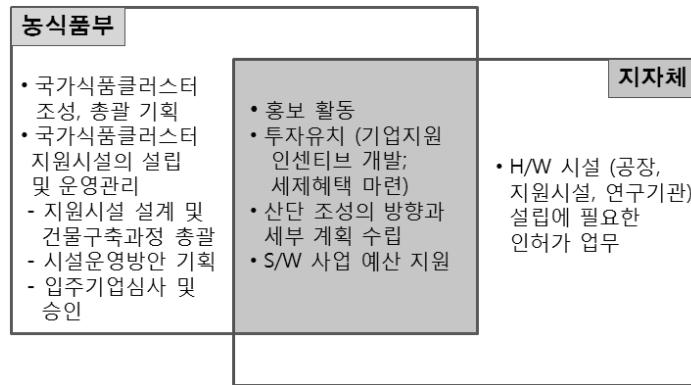 농식품부
• 국가식품클러스터
조성, 총괄 기획
• 국가식품클러스터
지원시설의 설립
및 운영관리
- 지원시설 설계 및
건물구축과정 총괄
- 시설운영방안 기획
- 입주기업심사 및
승인
• 홍보 활동
• 투자유치 (기업지원
인센티브 개발;
세제혜택 마련)
• 산단 조성의 방향과
세부 계획 수립
• S/W 사업 예산 지원
지자체
• H/W 시설 (공장,
지원시설, 연구기관)
설립에 필요한
인허가 업무